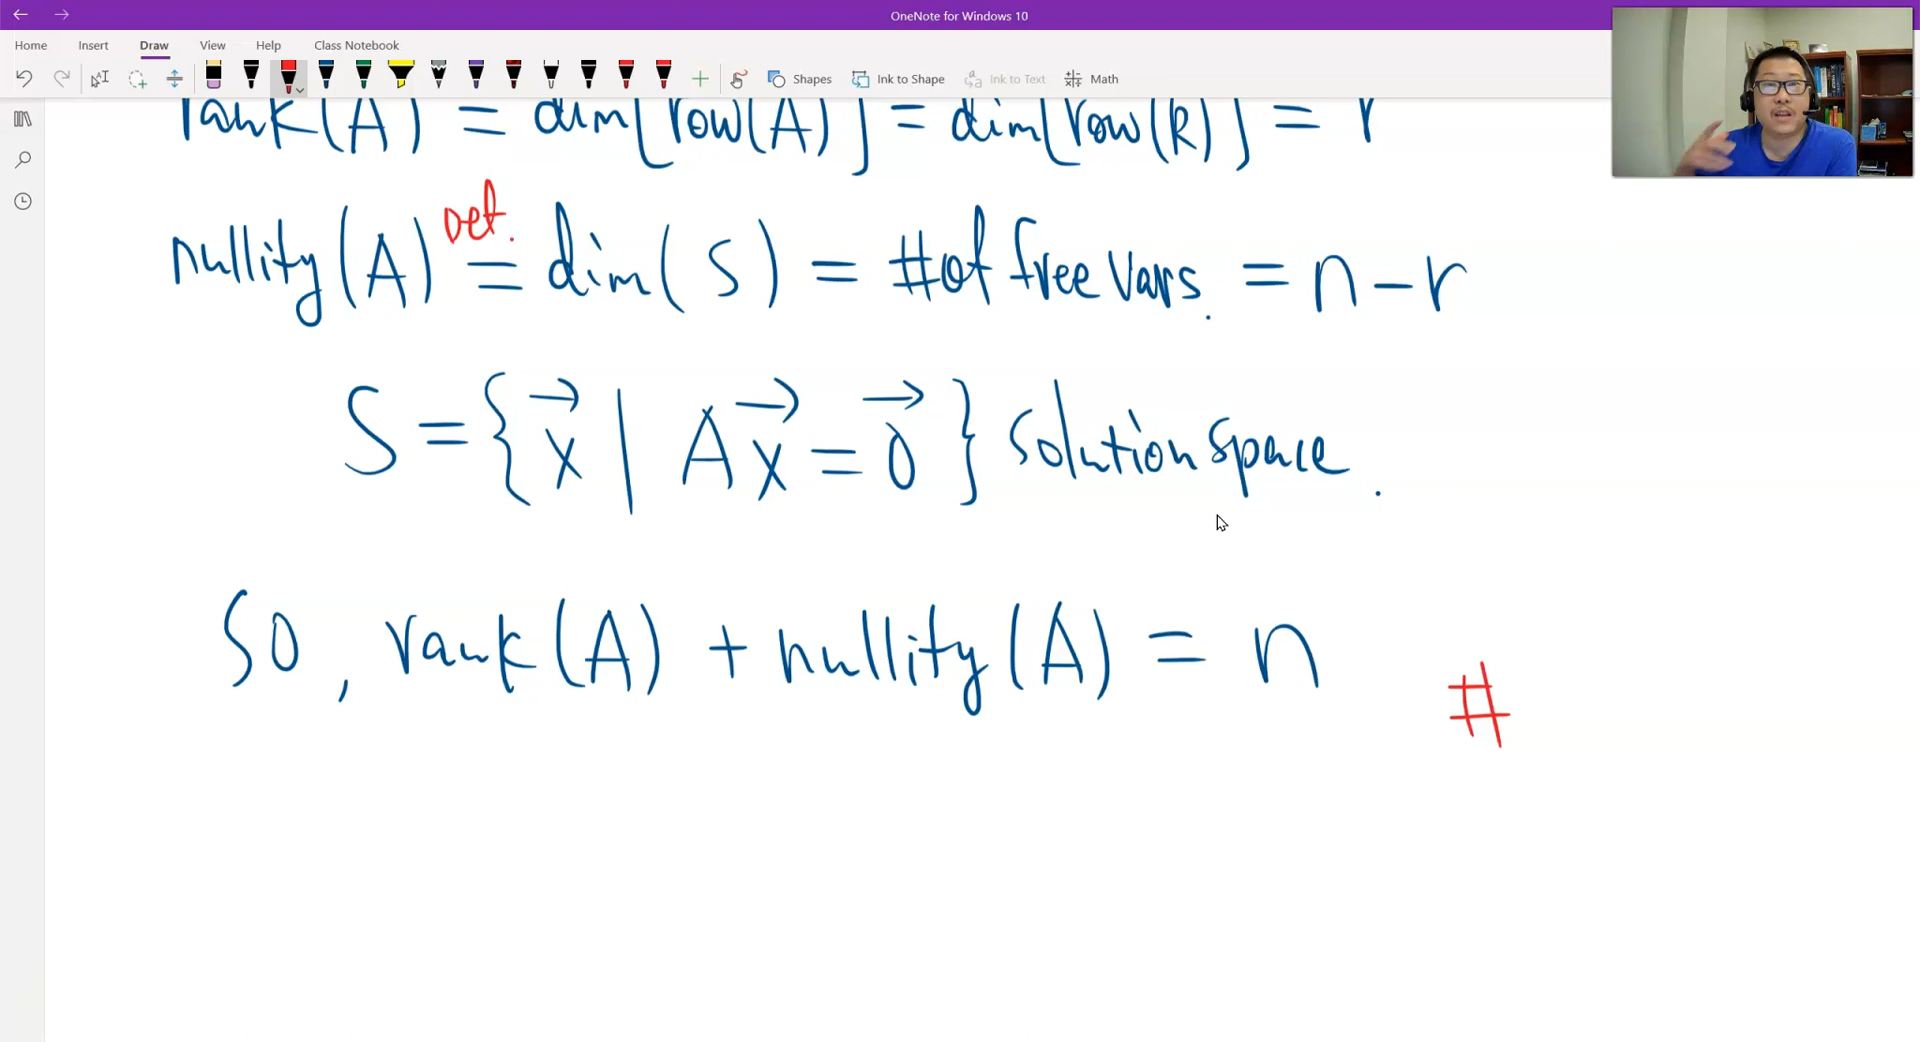 OneNote for Windows 10
Home Insert Draw View Help Class Notebook
Shapes Ink to Shape Ink to Text Math
rank(A) = dim[row(A)] = dim[row(R)] = r
def.
nullity(A) = dim(S) = #of free vars. = n-r
S = {x⃗ | Ax⃗ = 0⃗} solution space.
So, rank(A) + nullity(A) = n
#